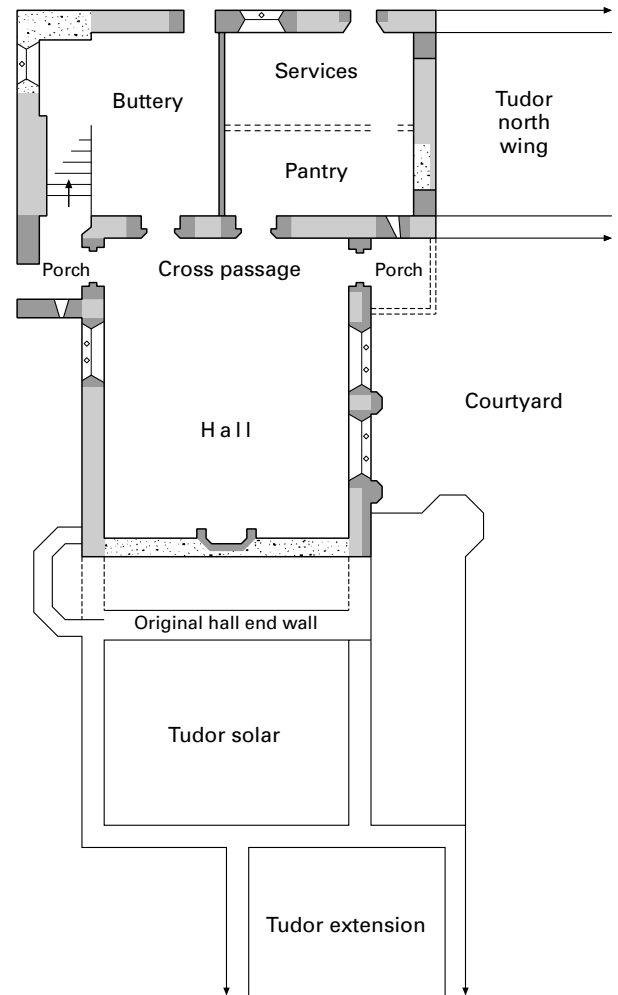 Services
Buttery
Tudor
north
wing
Pantry
Porch
Cross passage
Porch
Courtyard
Hall
Original hall end wall
Tudor solar
Tudor extension